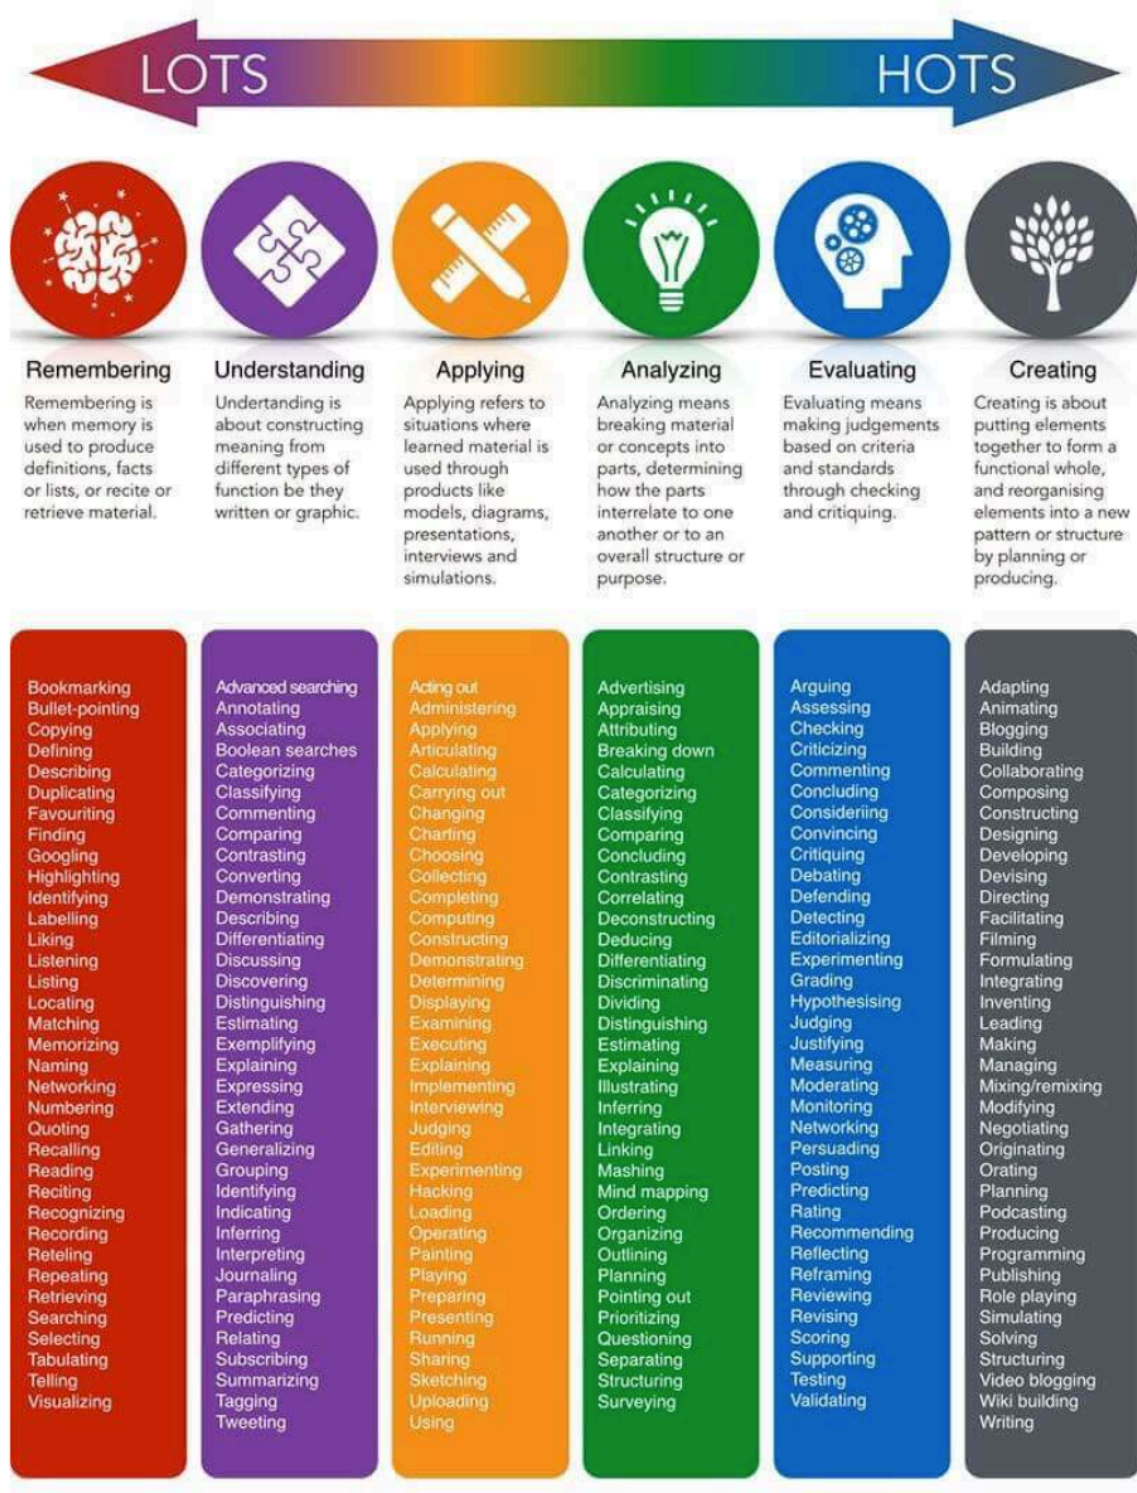 LOTS
HOTS
Remembering
Remembering is
when memory is
used to produce
definitions, facts
or lists, or recite or
retrieve material.
Understanding
Undertanding is
about constructing
meaning from
different types of
function be they
written or graphic.
Applying
Applying refers to
situations where
learned material is
used through
products like
models, diagrams,
presentations,
interviews and
simulations.
Analyzing
Analyzing means
breaking material
or concepts into
parts, determining
how the parts
interrelate to one
another or to an
overall structure or
purpose.
Evaluating
Evaluating means
making judgements
based on criteria
and standards
through checking
and critiquing.
Creating
Creating is about
putting elements
together to form a
functional whole,
and reorganising
elements into a new
pattern or structure
by planning or
producing.
Bookmarking
Bullet-pointing
Copying
Defining
Describing
Duplicating
Favouriting
Finding
Googling
Highlighting
Identifying
Labelling
Liking
Listening
Listing
Locating
Matching
Memorizing
Naming
Networking
Numbering
Quoting
Recalling
Reading
Reciting
Recognizing
Recording
Reteling
Repeating
Retrieving
Searching
Selecting
Tabulating
Telling
Visualizing
Advanced searching
Annotating
Associating
Boolean searches
Categorizing
Classifying
Commenting
Comparing
Contrasting
Converting
Demonstrating
Describing
Differentiating
Discussing
Discovering
Distinguishing
Estimating
Exemplifying
Explaining
Expressing
Extending
Gathering
Generalizing
Grouping
Identifying
Indicating
Inferring
Interpreting
Journaling
Paraphrasing
Predicting
Relating
Subscribing
Summarizing
Tagging
Tweeting
Acting out
Administering
Applying
Articulating
Calculating
Carrying out
Changing
Charting
Choosing
Collecting
Completing
Computing
Constructing
Demonstrating
Determining
Displaying
Examining
Executing
Explaining
Implementing
Interviewing
Judging
Editing
Experimenting
Hacking
Loading
Operating
Painting
Playing
Preparing
Presenting
Running
Sharing
Sketching
Uploading
Using
Advertising
Appraising
Attributing
Breaking down
Calculating
Categorizing
Classifying
Comparing
Concluding
Contrasting
Correlating
Deconstructing
Deducing
Differentiating
Discriminating
Dividing
Distinguishing
Estimating
Explaining
Illustrating
Inferring
Integrating
Linking
Mashing
Mind mapping
Ordering
Organizing
Outlining
Planning
Pointing out
Prioritizing
Questioning
Separating
Structuring
Surveying
Arguing
Assessing
Checking
Criticizing
Commenting
Concluding
Consideriing
Convincing
Critiquing
Debating
Defending
Detecting
Editorializing
Experimenting
Grading
Hypothesising
Judging
Justifying
Measuring
Moderating
Monitoring
Networking
Persuading
Posting
Predicting
Rating
Recommending
Reflecting
Reframing
Reviewing
Revising
Scoring
Supporting
Testing
Validating
Adapting
Animating
Blogging
Building
Collaborating
Composing
Constructing
Designing
Developing
Devising
Directing
Facilitating
Filming
Formulating
Integrating
Inventing
Leading
Making
Managing
Mixing/remixing
Modifying
Negotiating
Originating
Orating
Planning
Podcasting
Producing
Programming
Publishing
Role playing
Simulating
Solving
Structuring
Video blogging
Wiki building
Writing